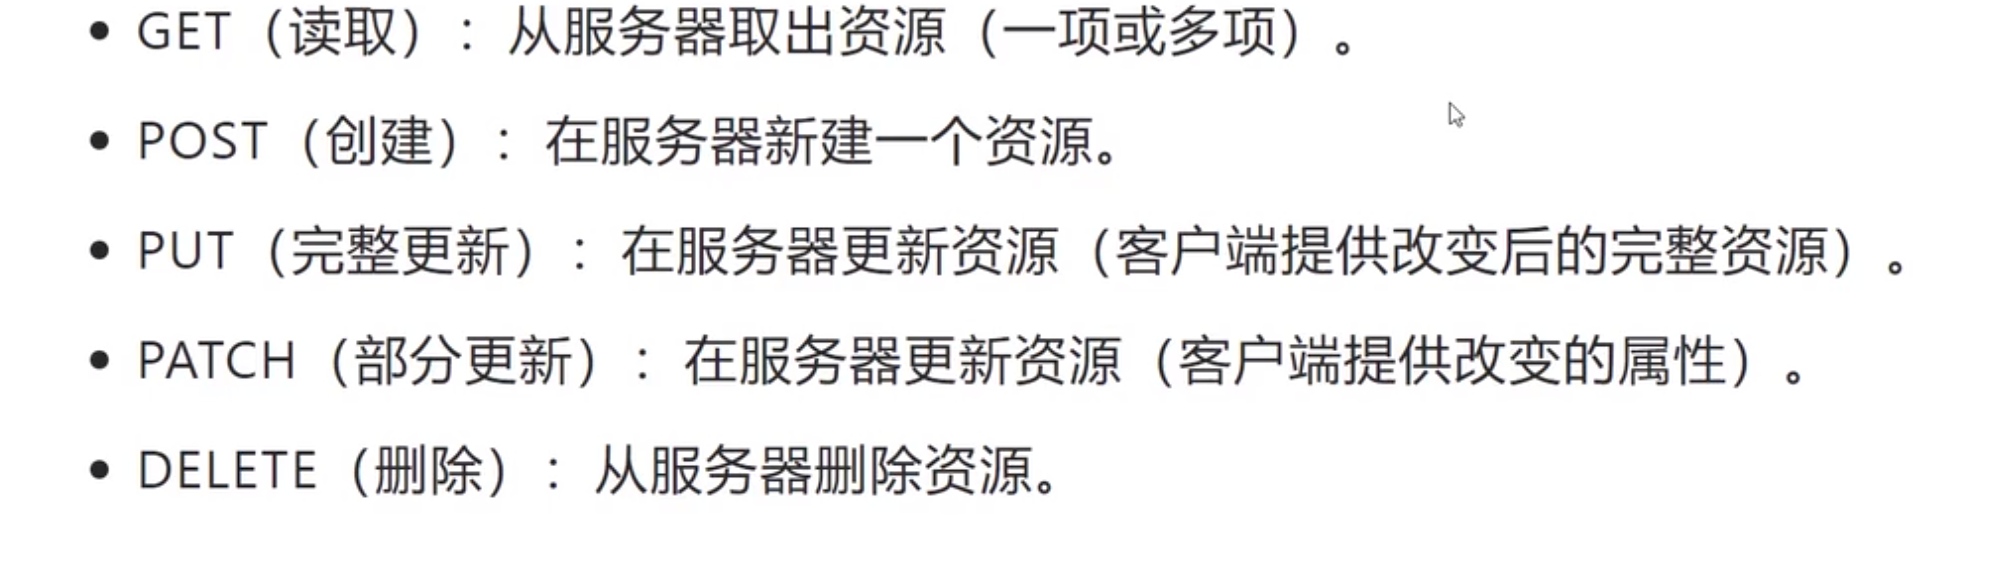 • GET（读取）：从服务器取出资源（一项或多项）。
• POST（创建）：在服务器新建一个资源。
• PUT（完整更新）：在服务器更新资源（客户端提供改变后的完整资源）。
• PATCH（部分更新）：在服务器更新资源（客户端提供改变的属性）。
• DELETE（删除）：从服务器删除资源。